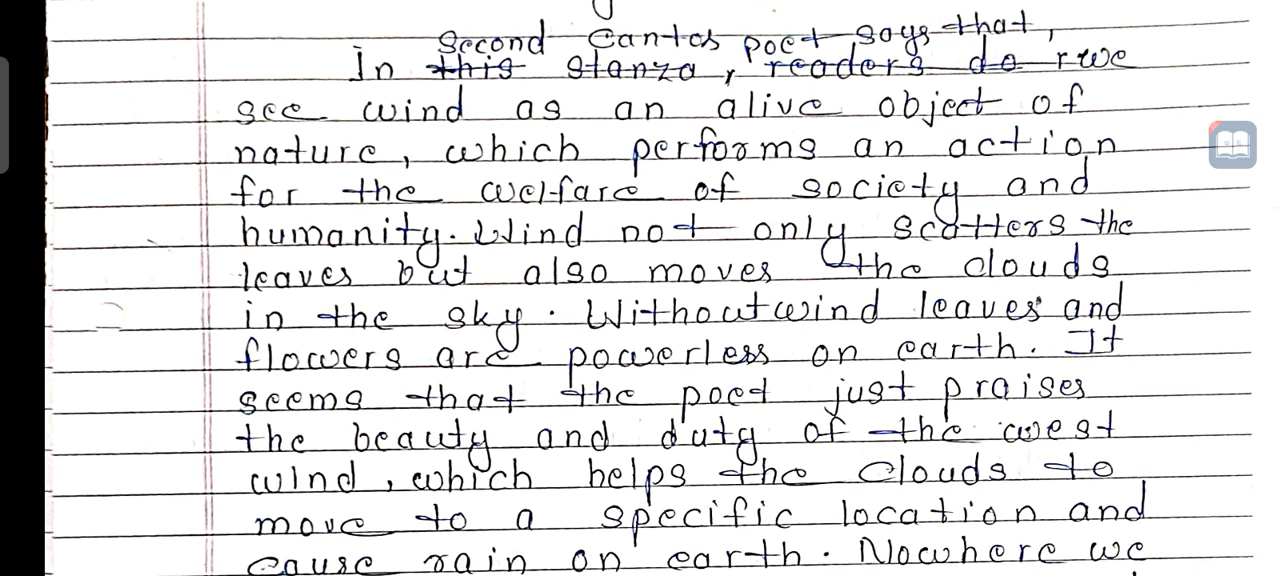 Second Cantos poet says that,
In this stanza, readers do rwe
see wind as an alive object of
nature, which performs an action
for the welfare of society and
humanity. Wind not only scatters the
leaves but also moves the clouds
in the sky. Without wind leaves and
flowers are powerless on earth. It
seems that the poet just praises
the beauty and duty of the west
wind, which helps the clouds to
move to a specific location and
cause rain on earth. Nowhere we